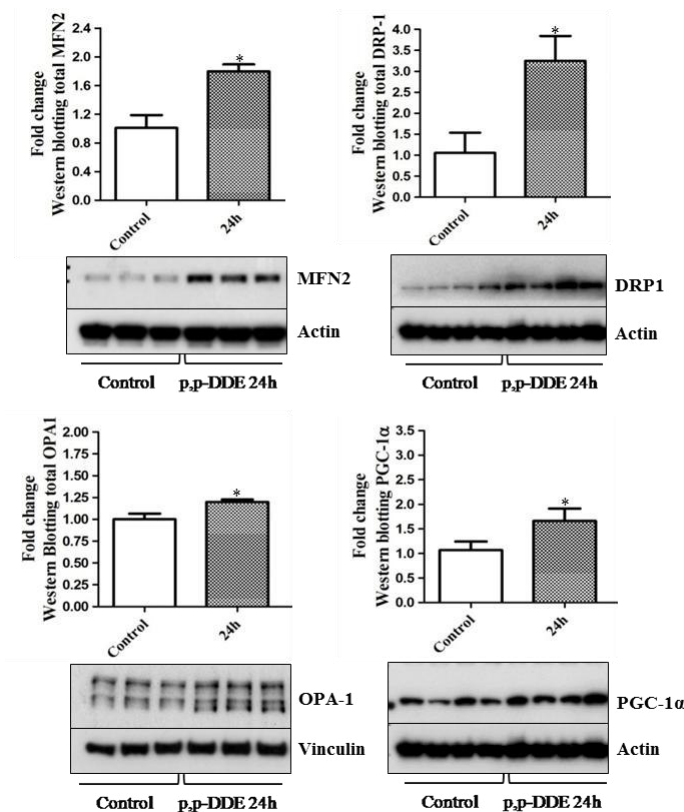 Fold change
Western blotting total MFN2
2.8
2.4
2.0
1.6
1.2
0.8
0.4
0.0
*
Control
24h
MFN2
Actin
Control p,p-DDE 24h
Fold change
Western blotting total DRP-1
4.0
3.5
3.0
2.5
2.0
1.5
1.0
0.5
0.0
*
Control
24h
DRP1
Actin
Control p,p-DDE 24h
Fold change
Western Blotting total OPA1
2.00
1.75
1.50
1.25
1.00
0.75
0.50
0.25
0.00
*
Control
24h
OPA-1
Vinculin
Control p,p-DDE 24h
Fold change
Western blotting PGC-1α
3.5
3.0
2.5
2.0
1.5
1.0
0.5
0.0
*
Control
24h
PGC-1α
Actin
Control p,p-DDE 24h